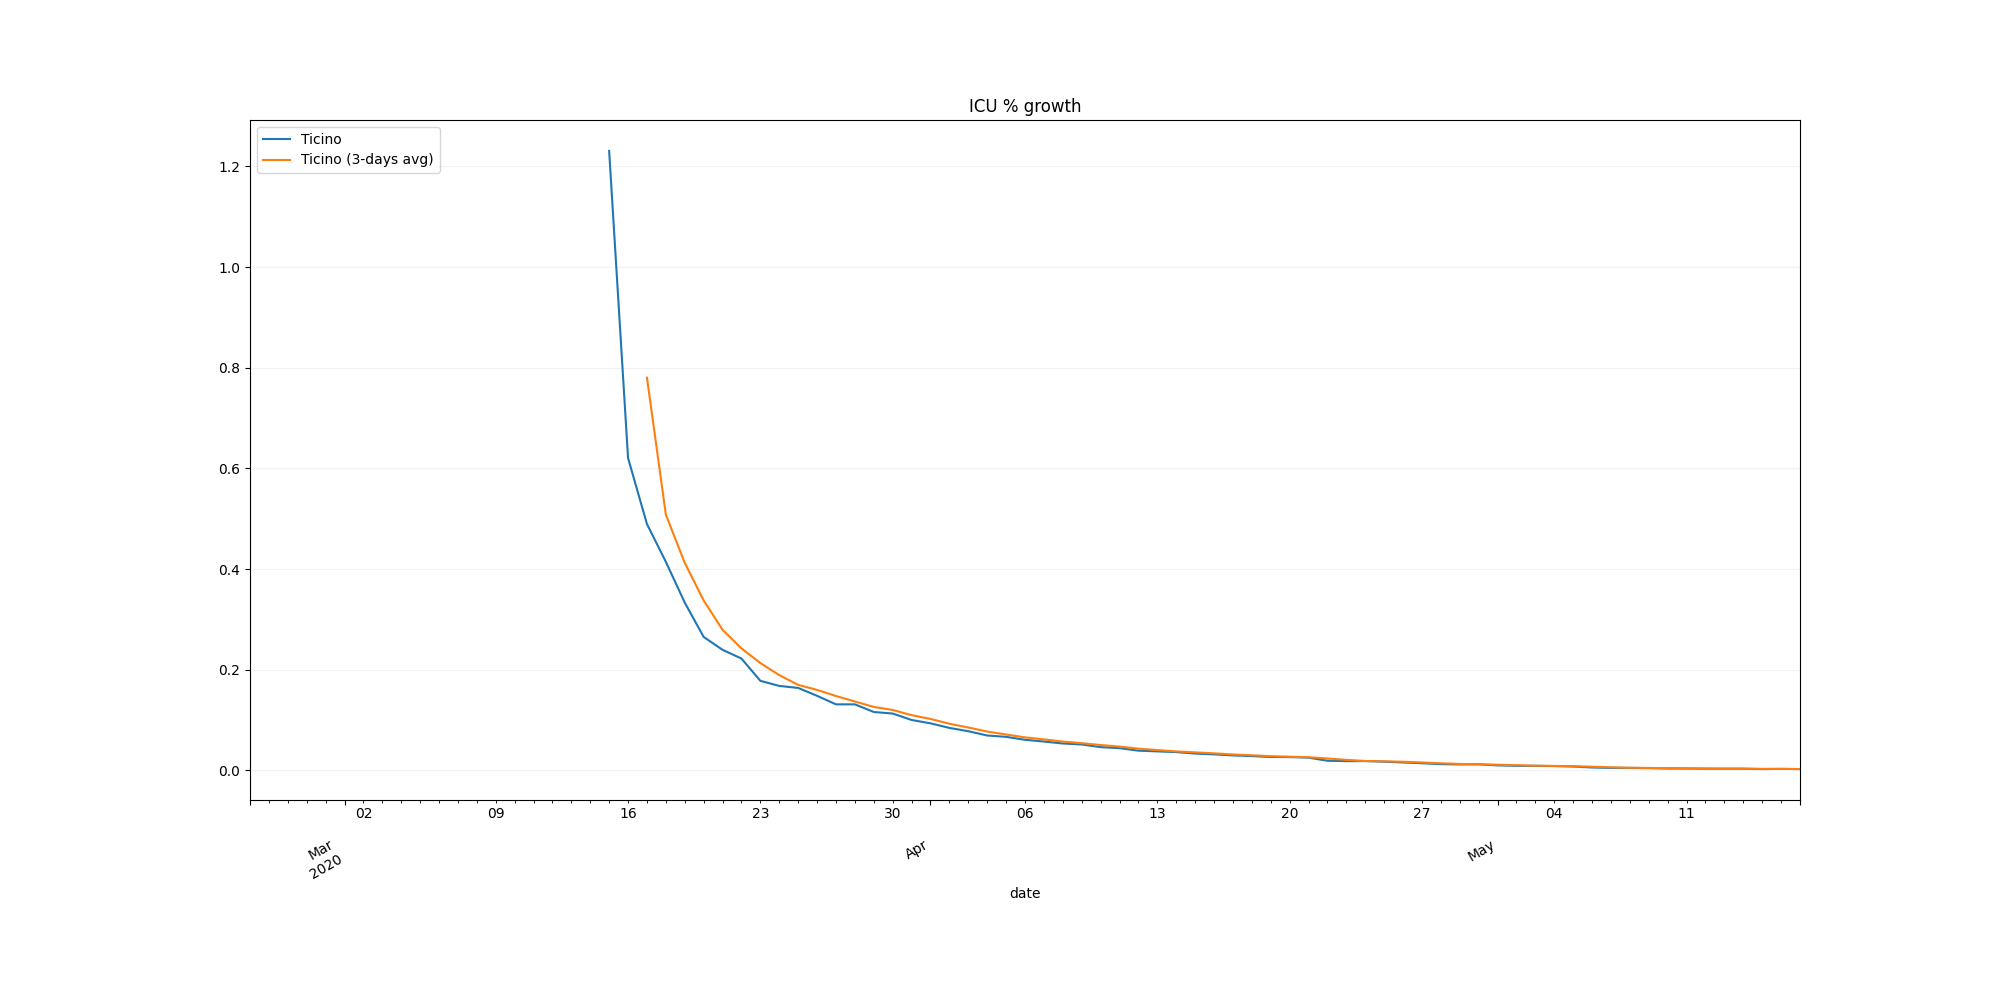 ICU % growth
Ticino
Ticino (3-days avg)
1.2
1.0
0.8
0.6
0.4
0.2
0.0
02 09 16 23 30 06 13 20 27 04 11
Mar
2020
Apr
May
date